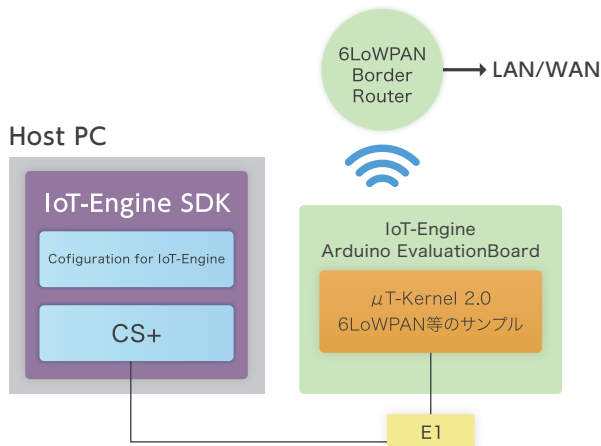 6LoWPAN
Border
Router
LAN/WAN
Host PC
IoT-Engine SDK
Cofiguration for IoT-Engine
CS+
IoT-Engine
Arduino EvaluationBoard
μT-Kernel 2.0
6LoWPAN等のサンプル
E1